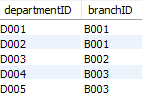 departmentID branchID
D001 B001
D002 B001
D003 B002
D004 B003
D005 B003